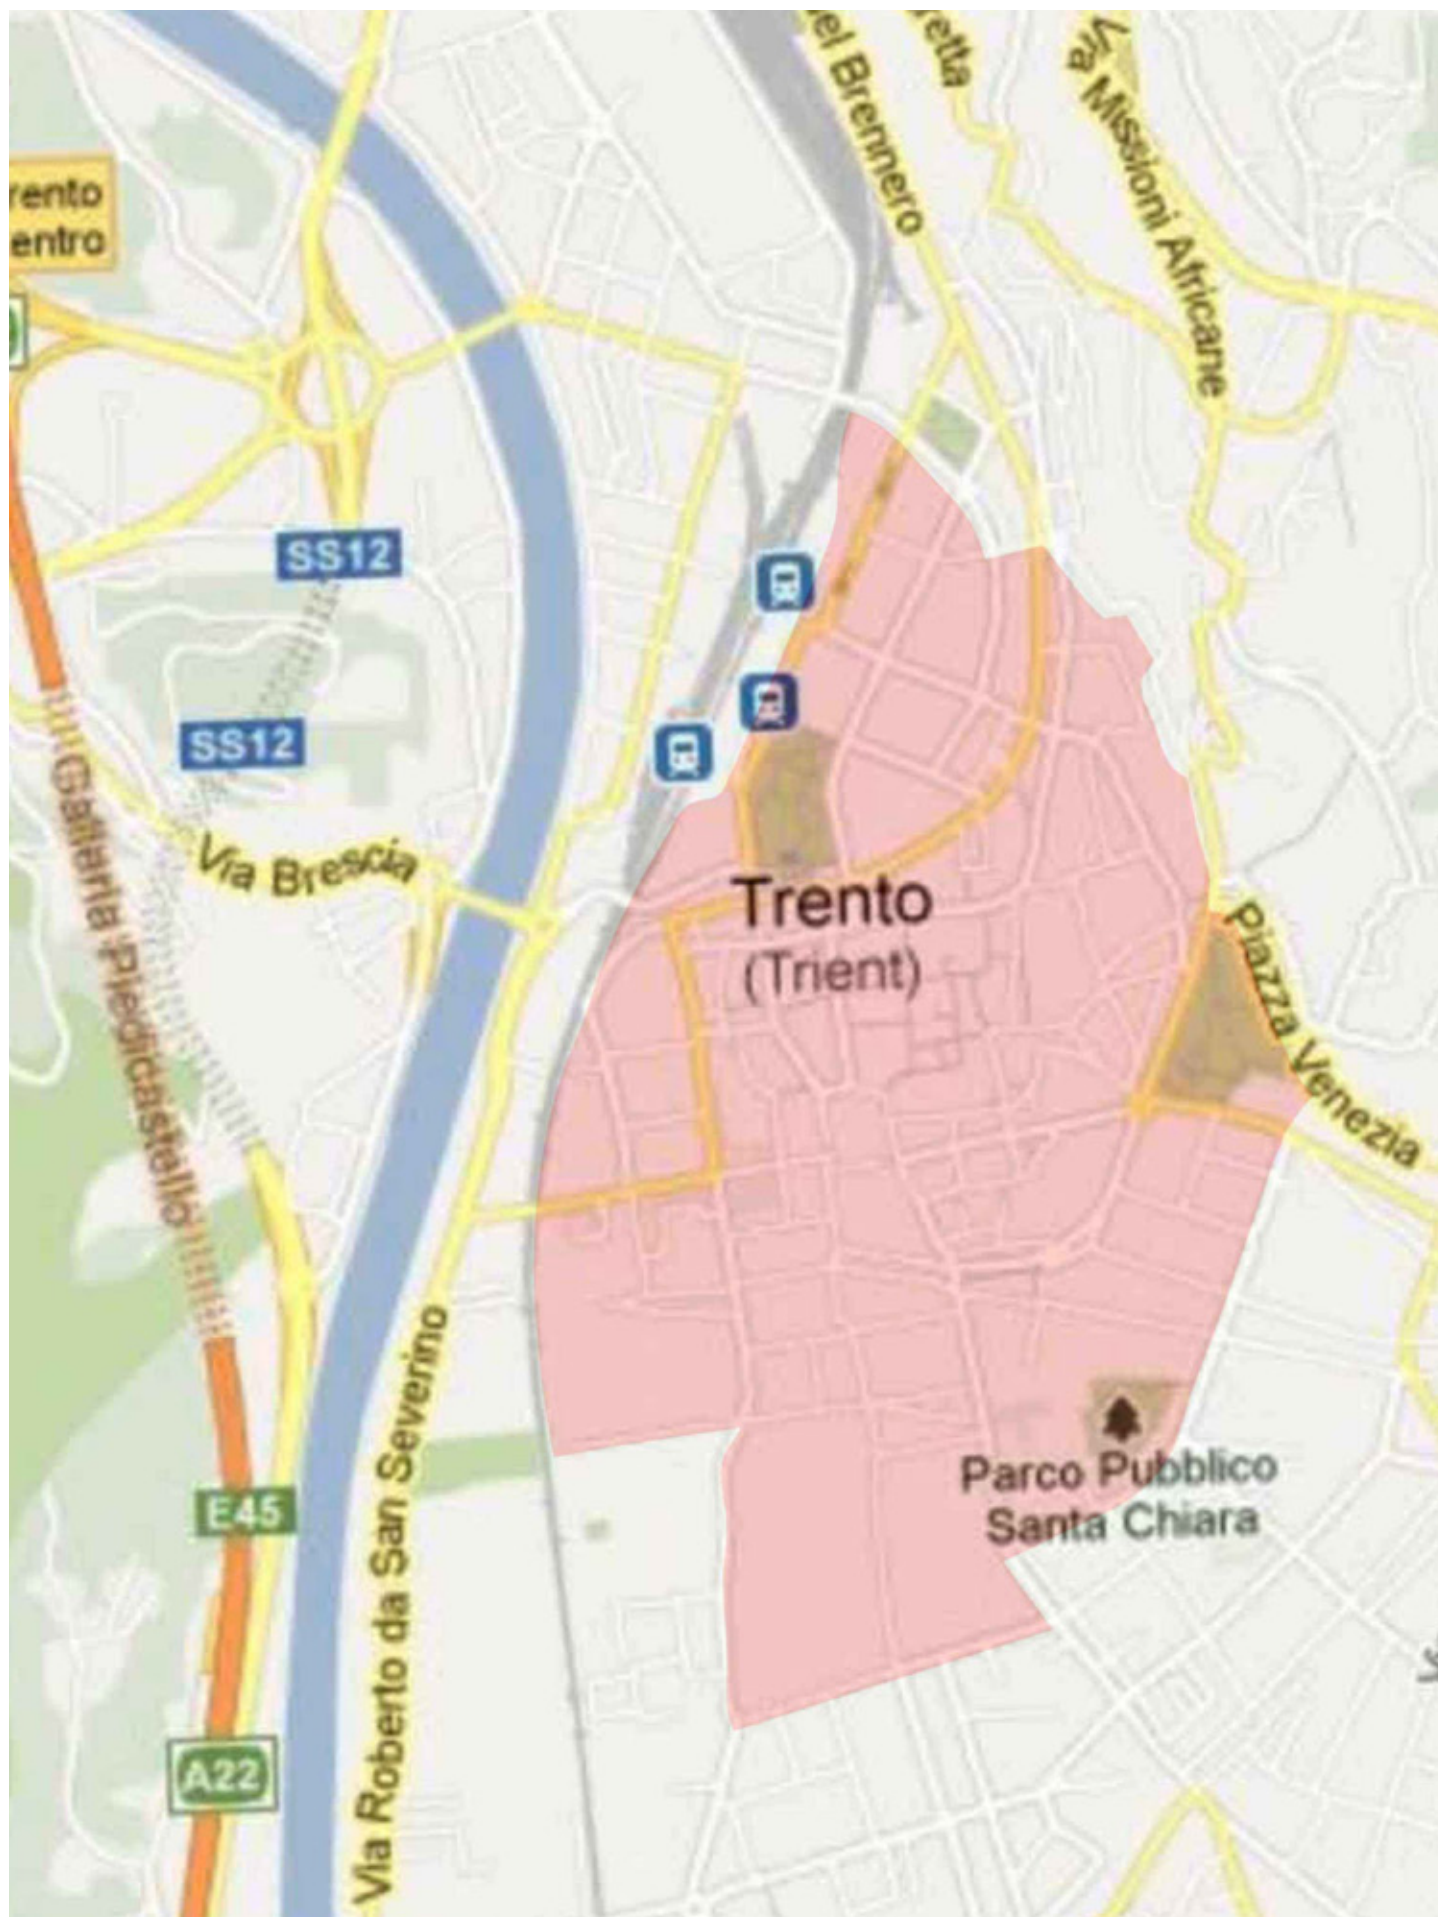 el Brennero
retta
Via Missioni Africane
rento
entro
SS12
SS12
Galleria Piedicastello
Via Brescia
Trento
(Trient)
Piazza Venezia
Via Roberto da San Severino
Parco Pubblico
Santa Chiara
E45
A22